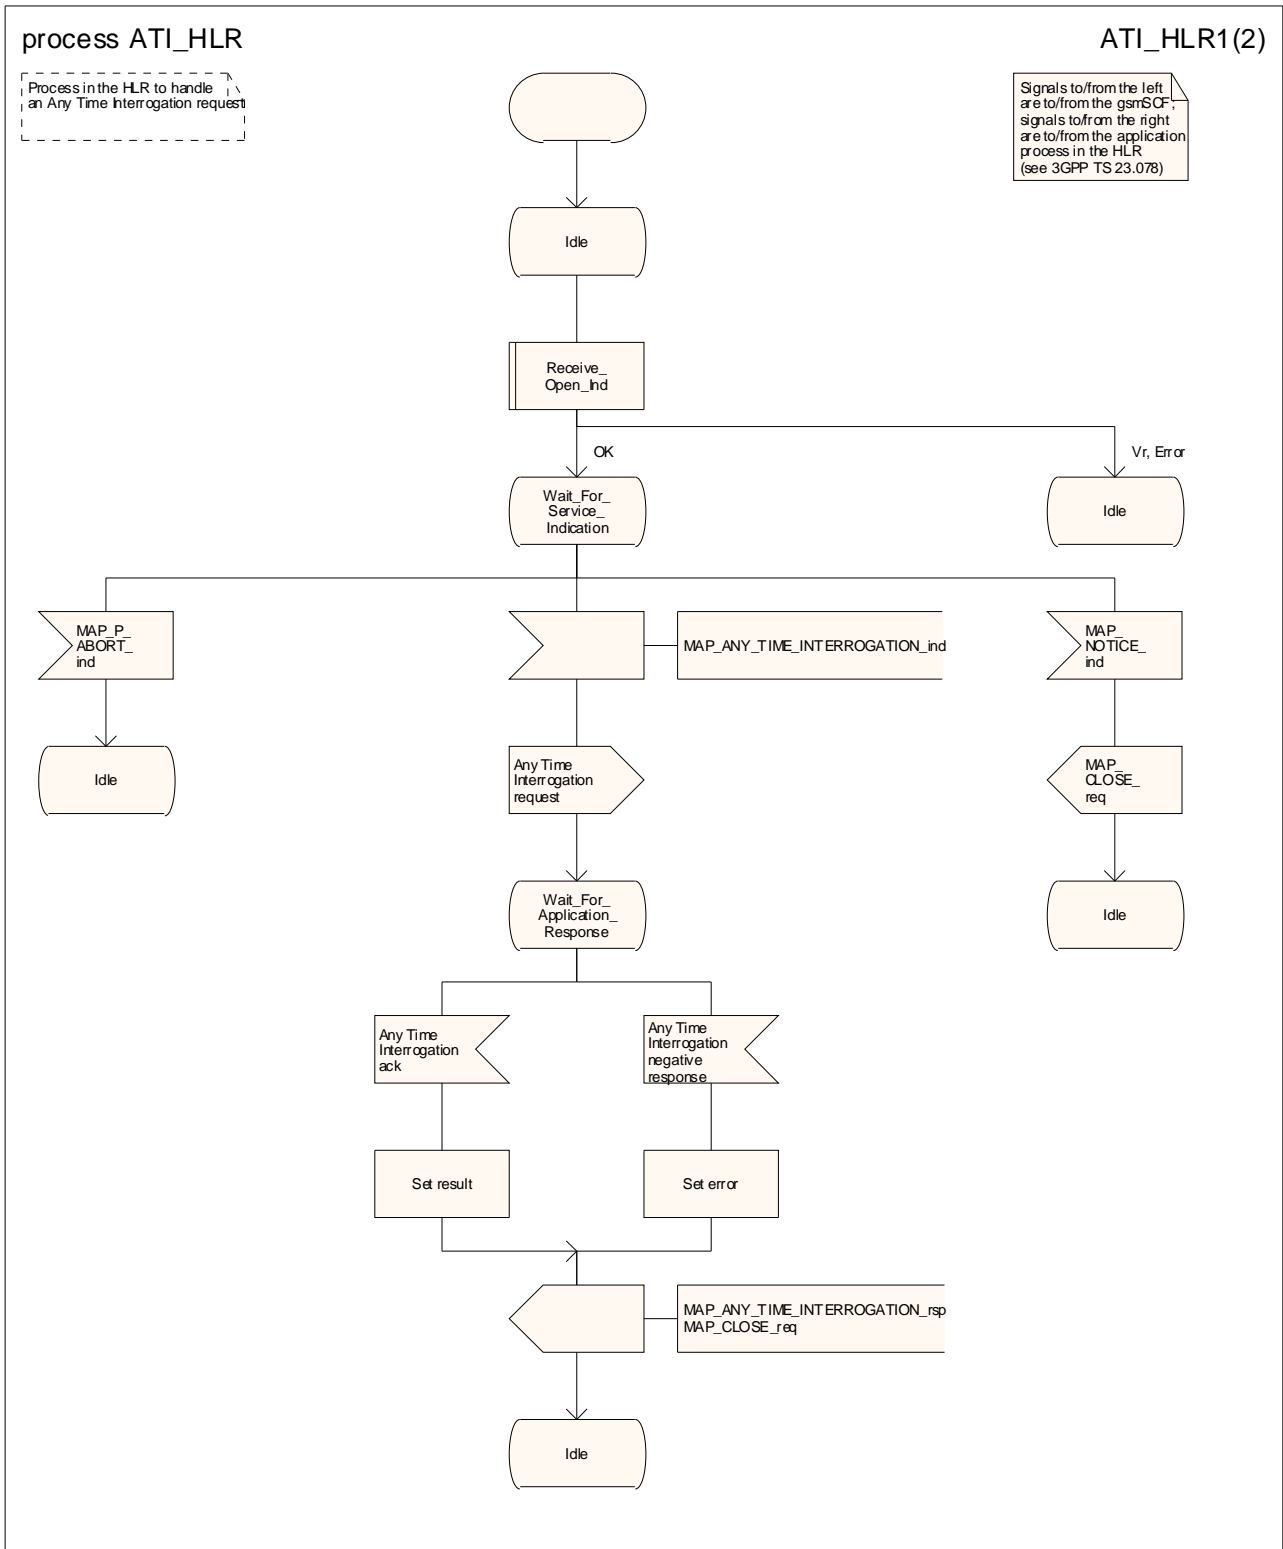 process ATI_HLR
ATI_HLR1(2)
Process in the HLR to handle
an Any Time Interrogation request
Signals to/from the left
are to/from the gsmSCF;
signals to/from the right
are to/from the application
process in the HLR
(see 3GPP TS 23.078)
Idle
Receive_
Open_Ind
OK
Vr, Error
Wait_For_
Service_
Indication
Idle
MAP_P_
ABORT_
ind
MAP_ANY_TIME_INTERROGATION_ind
MAP_
NOTICE_
ind
Idle
Any Time
Interrogation
request
MAP_
CLOSE_
req
Wait_For_
Application_
Response
Idle
Any Time
Interrogation
ack
Any Time
Interrogation
negative
response
Set result
Set error
MAP_ANY_TIME_INTERROGATION_rsp
MAP_CLOSE_req
Idle